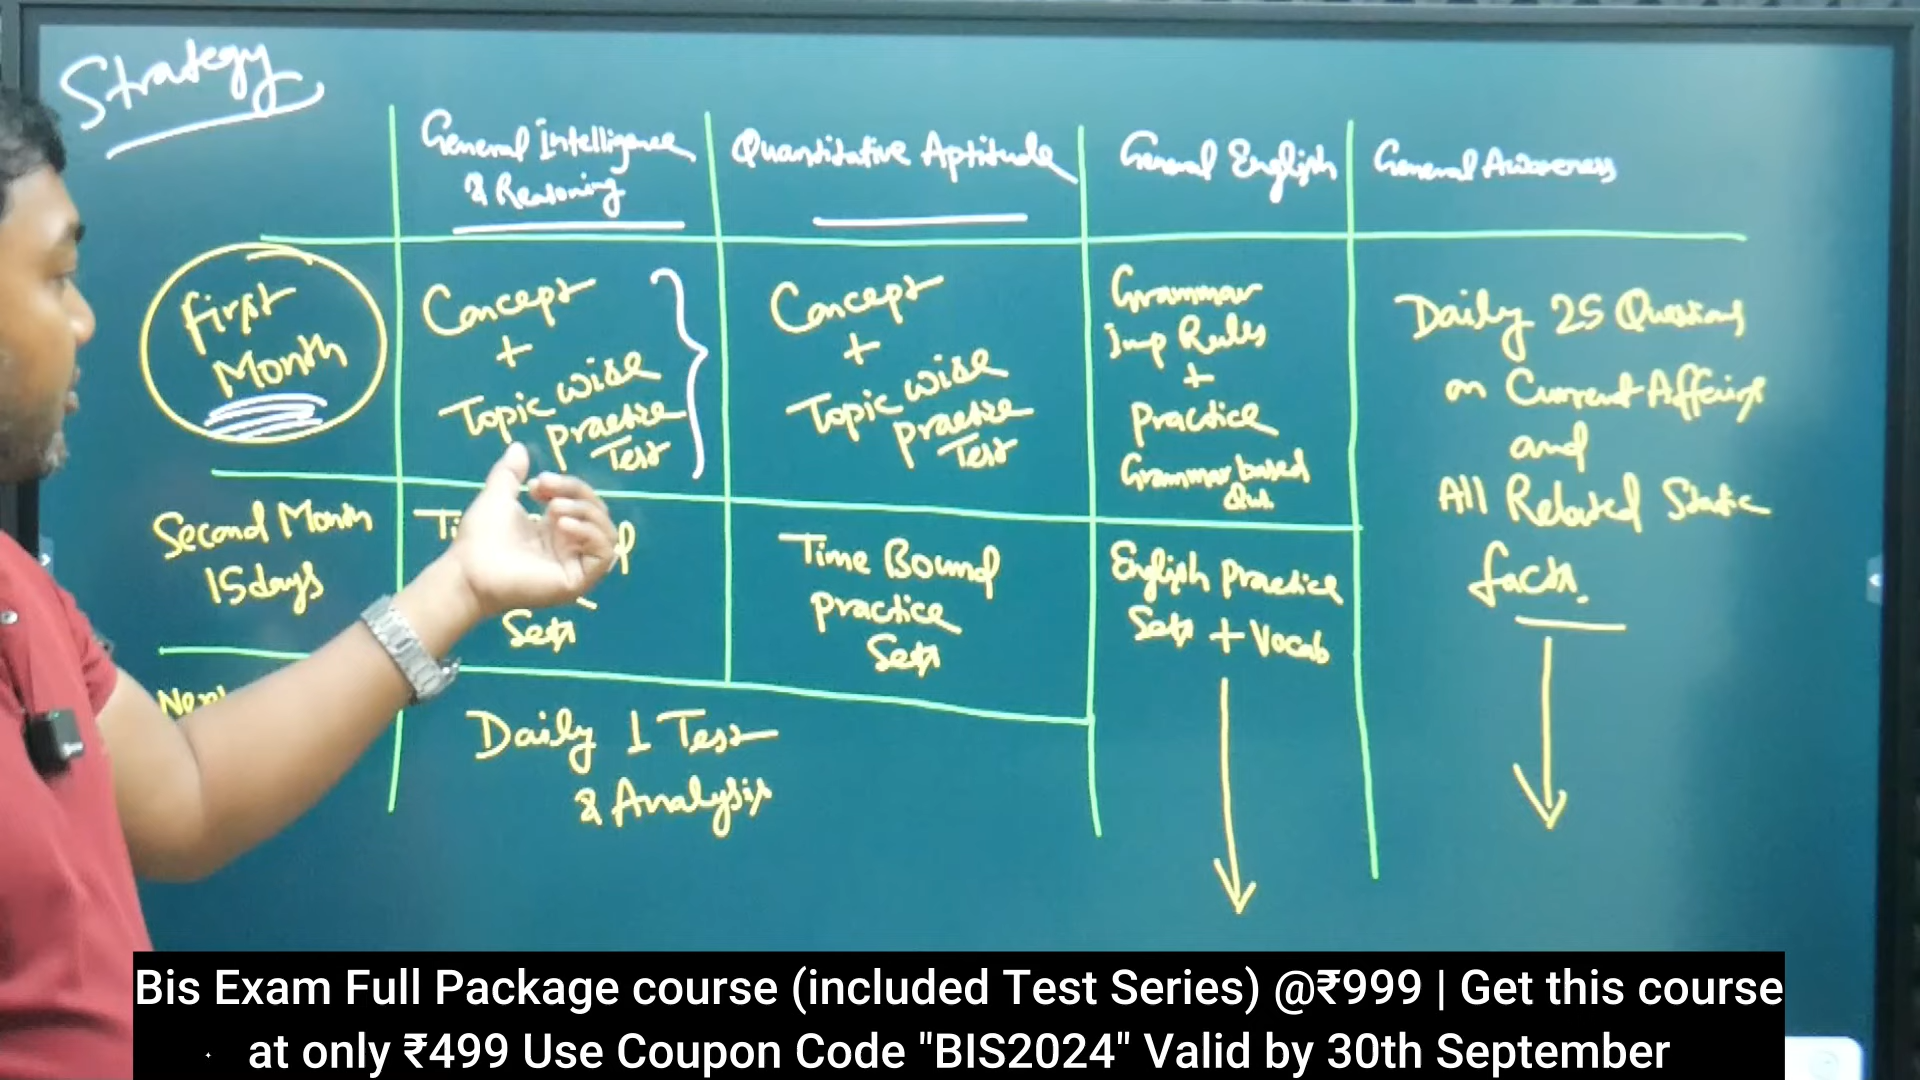 Strategy
General Intelligence
& Reasoning
Quantitative Aptitude
General English
General Awareness
First
Month
Concept
+
Topic wise
practice
Test
Concept
+
Topic wise
practice
Test
Grammar
imp Rules
+
Practice
Grammar based
Daily 25 Questions
on Current Affairs
and
All Related Static
facts.
Second Month
15 days
Sets
Time Bound
practice
Sets
English practice
Sets + Vocab
Daily 1 Test
& Analysis
Bis Exam Full Package course (included Test Series) @₹999 | Get this course
at only ₹499 Use Coupon Code "BIS2024" Valid by 30th September